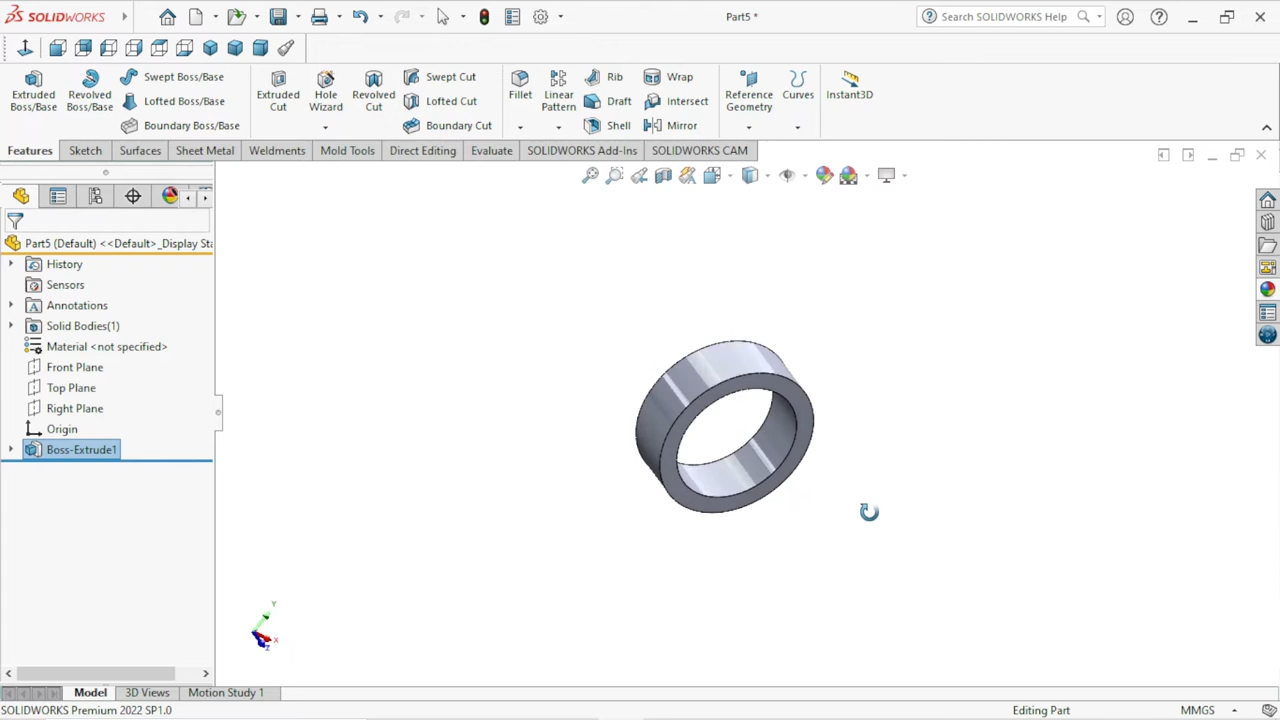 SOLIDWORKS
Part5 *
Search SOLIDWORKS Help
Extruded Boss/Base
Revolved Boss/Base
Swept Boss/Base
Lofted Boss/Base
Boundary Boss/Base
Extruded Cut
Hole Wizard
Revolved Cut
Swept Cut
Lofted Cut
Boundary Cut
Fillet
Linear Pattern
Rib
Draft
Shell
Wrap
Intersect
Mirror
Reference Geometry
Curves
Instant3D
Features
Sketch
Surfaces
Sheet Metal
Weldments
Mold Tools
Direct Editing
Evaluate
SOLIDWORKS Add-Ins
SOLIDWORKS CAM
Part5 (Default) <<Default>_Display Sta
History
Sensors
Annotations
Solid Bodies(1)
Material <not specified>
Front Plane
Top Plane
Right Plane
Origin
Boss-Extrude1
Y
X
Z
Model
3D Views
Motion Study 1
SOLIDWORKS Premium 2022 SP1.0
Editing Part
MMGS